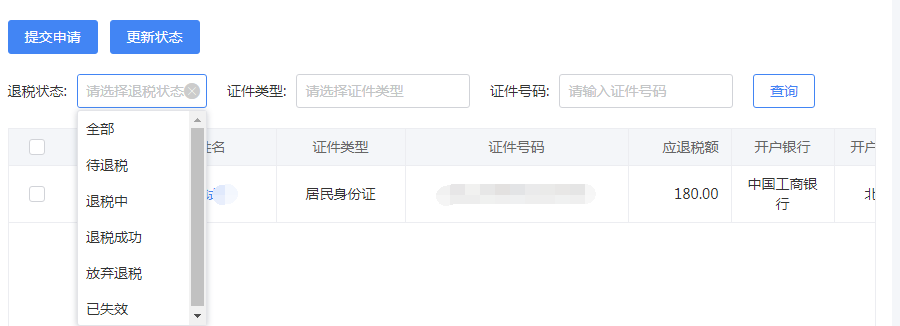 提交申请 更新状态
退税状态: 请选择退税状态 证件类型: 请选择证件类型 证件号码: 请输入证件号码 查询
全部
待退税
退税中
退税成功
放弃退税
已失效
名 证件类型 证件号码 应退税额 开户银行 开户
居民身份证 180.00 中国工商银
行
北